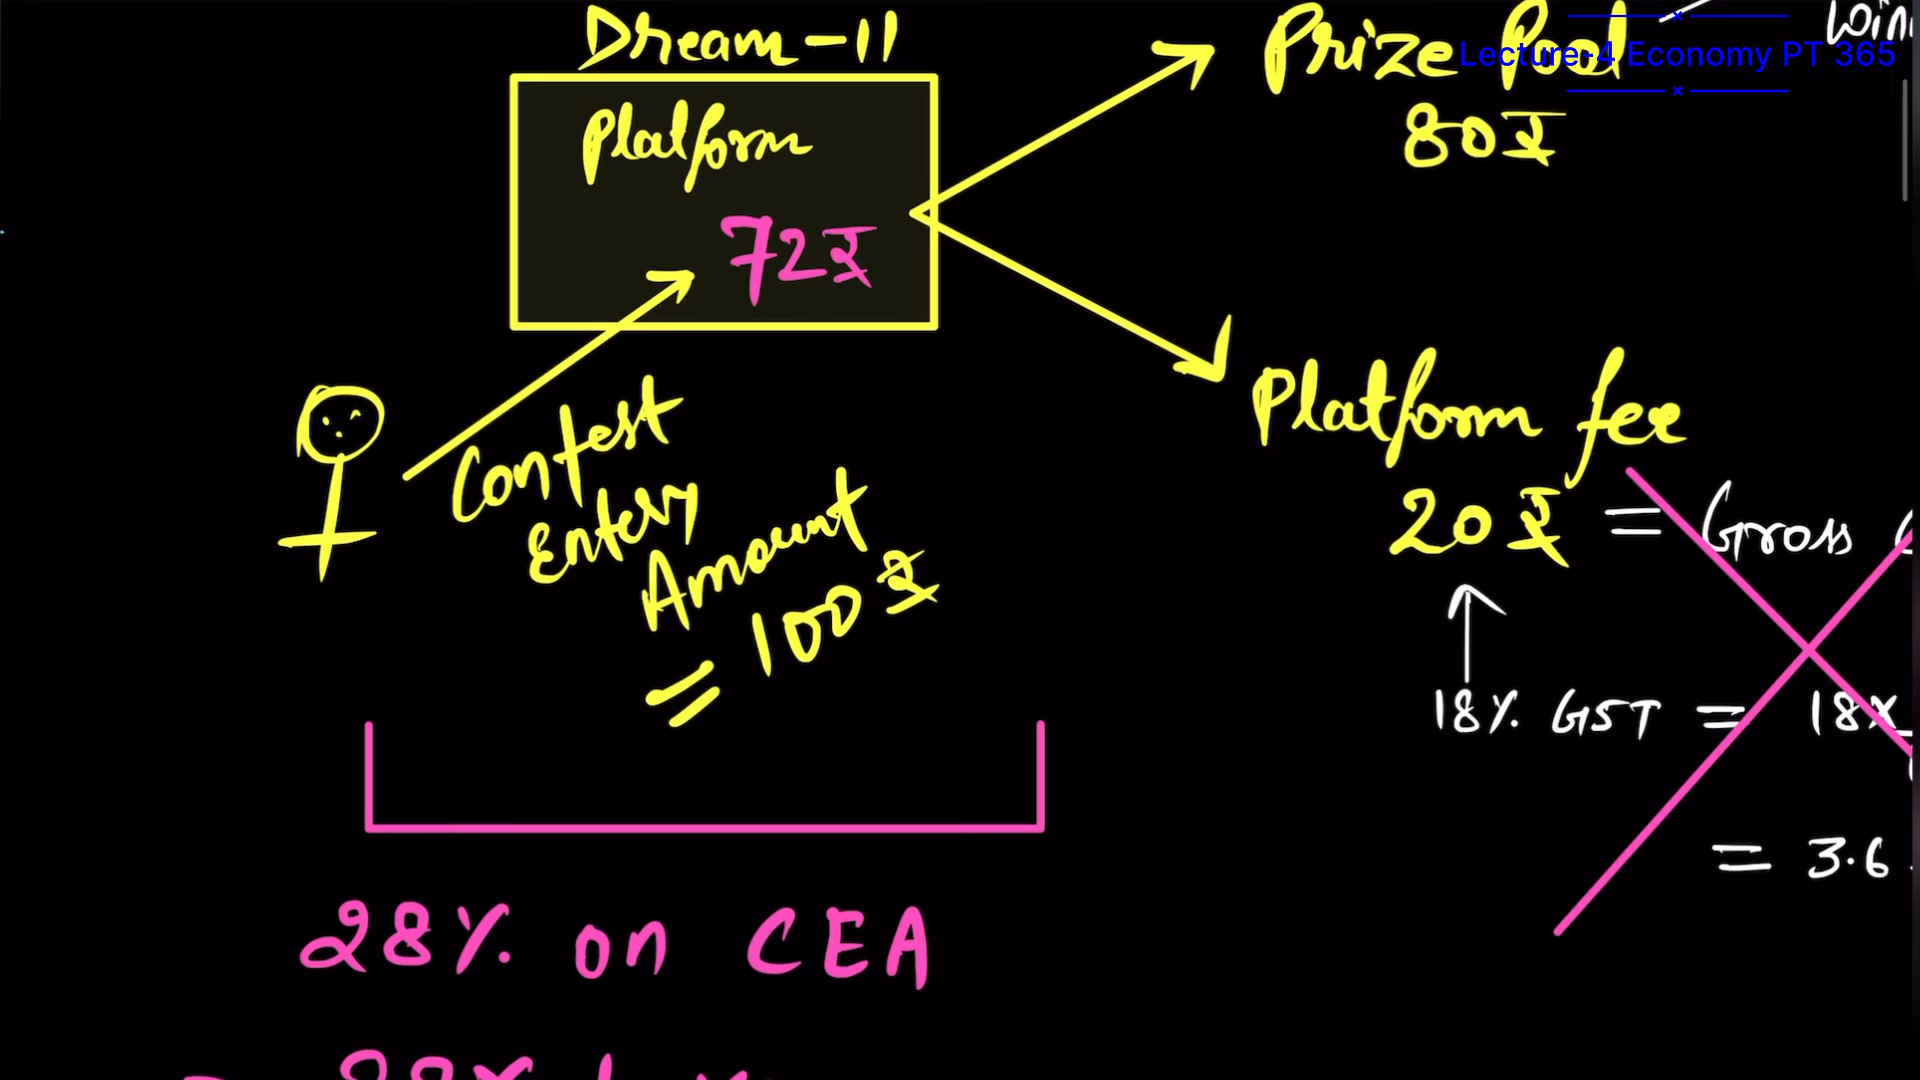 Dream-11
Platform
72₹
Prize Pool
80₹
Lecture-4 Economy PT 365
Contest
Entry
Amount
= 100₹
Platform fee
20₹ = Gross
18% GST = 18x
= 3.6
28% on CEA